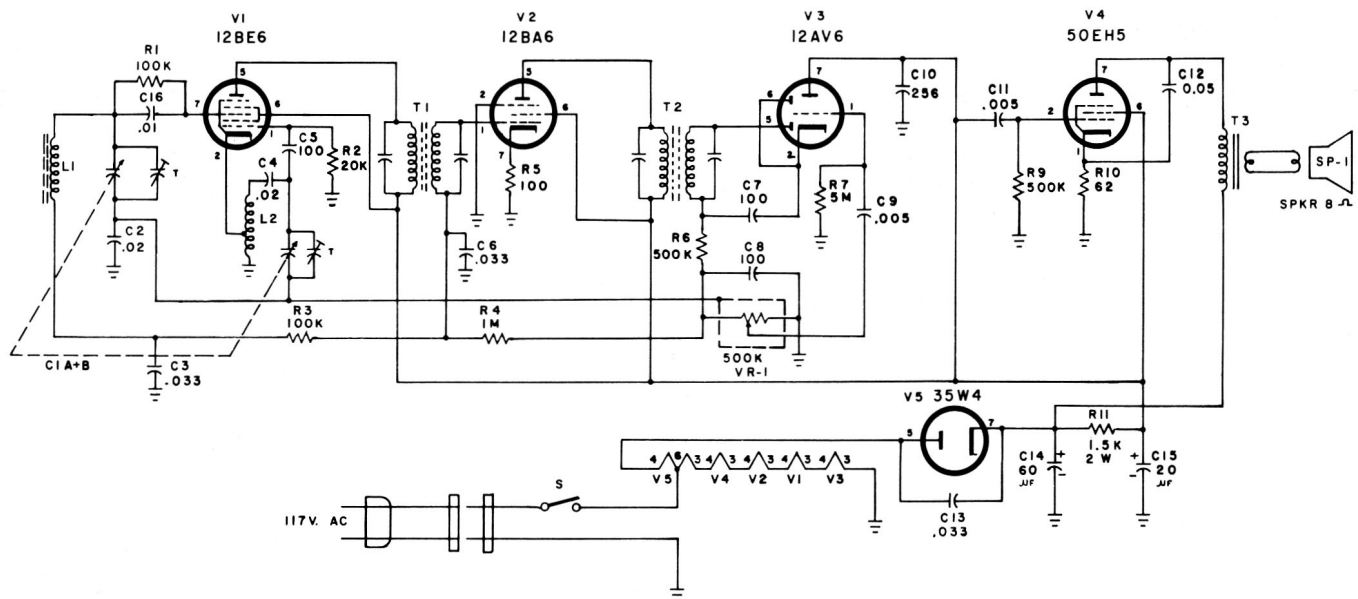 V1
12BE6
V2
12BA6
V3
12AV6
V4
50EH5
R1
100K
C16
.01
7
5
6
1
2
L1
T
C2
.02
C4
.02
L2
C5
100
R2
20K
T
T1
2
1
5
6
7
R5
100
C6
.033
T2
7
6
5
2
1
C10
256
C7
100
R6
500K
C8
100
R7
5M
C9
.005
C11
.005
7
2
6
1
C12
0.05
R9
500K
R10
62
T3
SP-1
SPKR 8 Ω
R3
100K
R4
1M
500K
VR-1
C1A+B
C3
.033
V5 35W4
5
7
C13
.033
R11
1.5K
2 W
C14
60
µF
+
-
C15
20
µF
+
-
4 6 3 4 3 4 3 4 3 4 3
V5 V4 V2 V1 V3
S
117V. AC